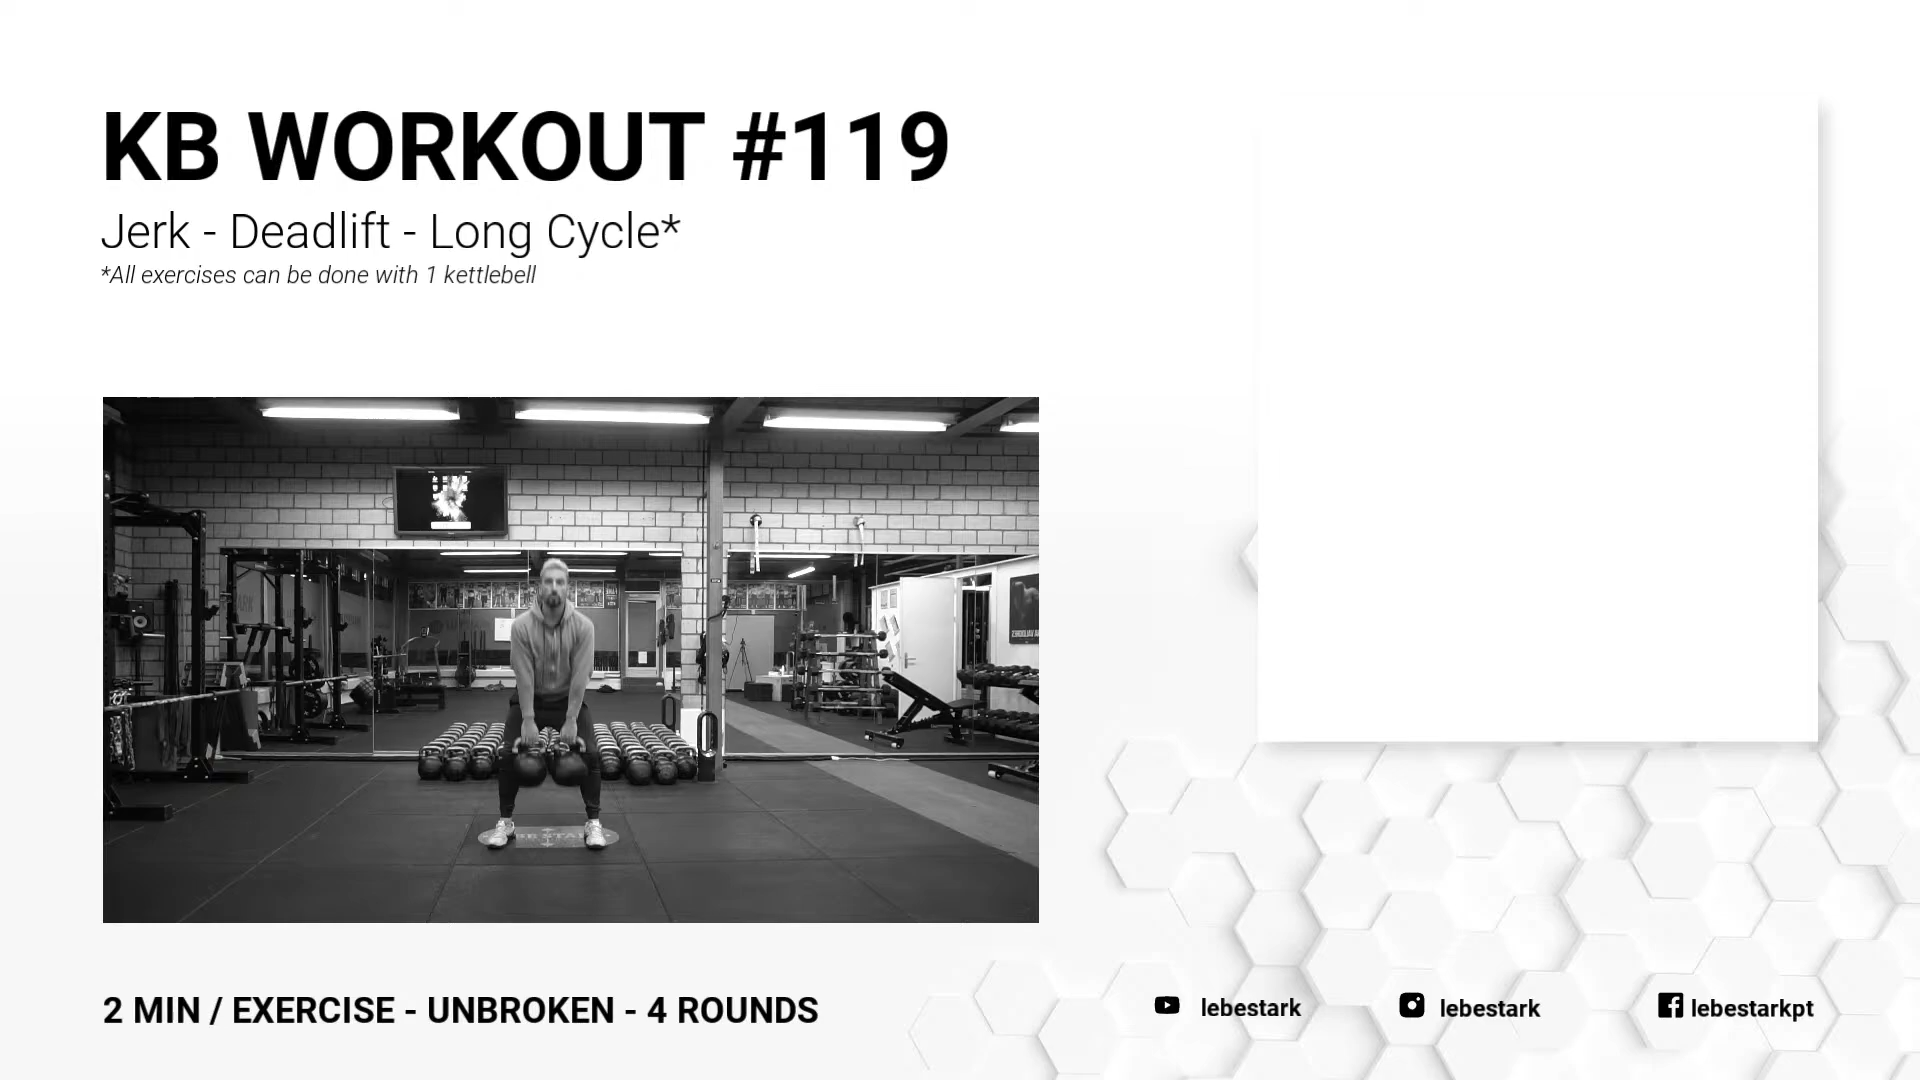 KB WORKOUT #119
Jerk - Deadlift - Long Cycle*
*All exercises can be done with 1 kettlebell
2 MIN / EXERCISE - UNBROKEN - 4 ROUNDS
lebestark
lebestark
lebestarkpt